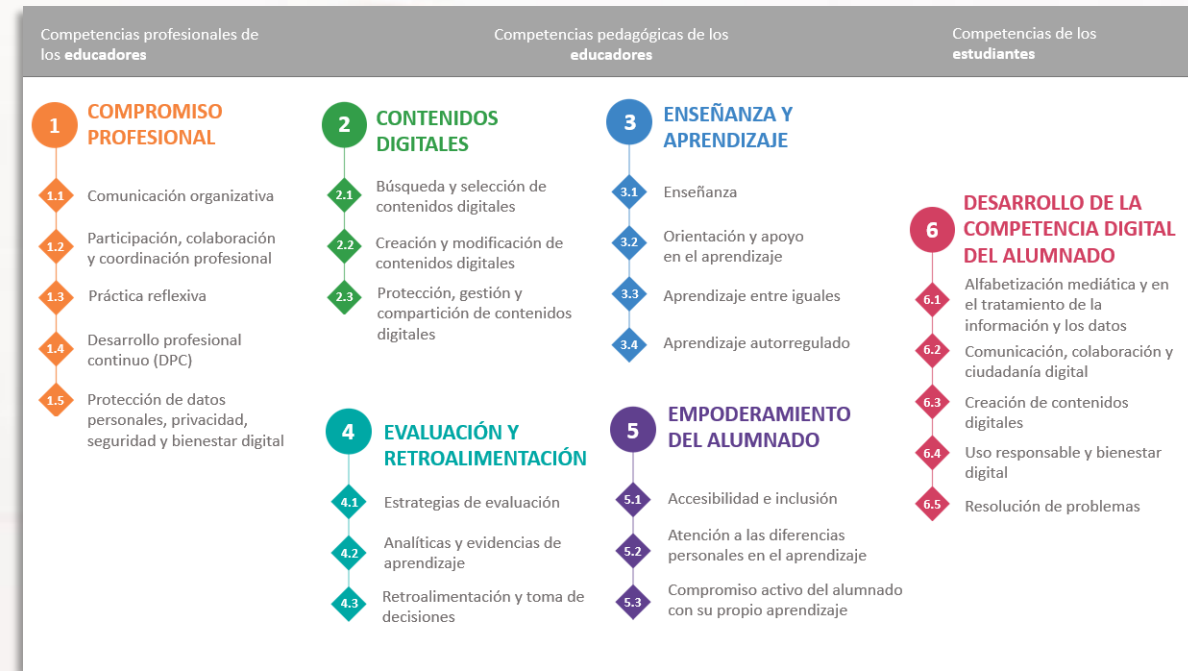 Competencias profesionales de
los educadores
Competencias pedagógicas de los
educadores
Competencias de los
estudiantes
1
COMPROMISO
PROFESIONAL
1.1
Comunicación organizativa
1.2
Participación, colaboración
y coordinación profesional
1.3
Práctica reflexiva
1.4
Desarrollo profesional
continuo (DPC)
1.5
Protección de datos
personales, privacidad,
seguridad y bienestar digital
2
CONTENIDOS
DIGITALES
2.1
Búsqueda y selección de
contenidos digitales
2.2
Creación y modificación de
contenidos digitales
2.3
Protección, gestión y
compartición de contenidos
digitales
3
ENSEÑANZA Y
APRENDIZAJE
3.1
Enseñanza
3.2
Orientación y apoyo
en el aprendizaje
3.3
Aprendizaje entre iguales
3.4
Aprendizaje autorregulado
4
EVALUACIÓN Y
RETROALIMENTACIÓN
4.1
Estrategias de evaluación
4.2
Analíticas y evidencias de
aprendizaje
4.3
Retroalimentación y toma de
decisiones
5
EMPODERAMIENTO
DEL ALUMNADO
5.1
Accesibilidad e inclusión
5.2
Atención a las diferencias
personales en el aprendizaje
5.3
Compromiso activo del alumnado
con su propio aprendizaje
6
DESARROLLO DE LA
COMPETENCIA DIGITAL
DEL ALUMNADO
6.1
Alfabetización mediática y en
el tratamiento de la
información y los datos
6.2
Comunicación, colaboración y
ciudadanía digital
6.3
Creación de contenidos
digitales
6.4
Uso responsable y bienestar
digital
6.5
Resolución de problemas